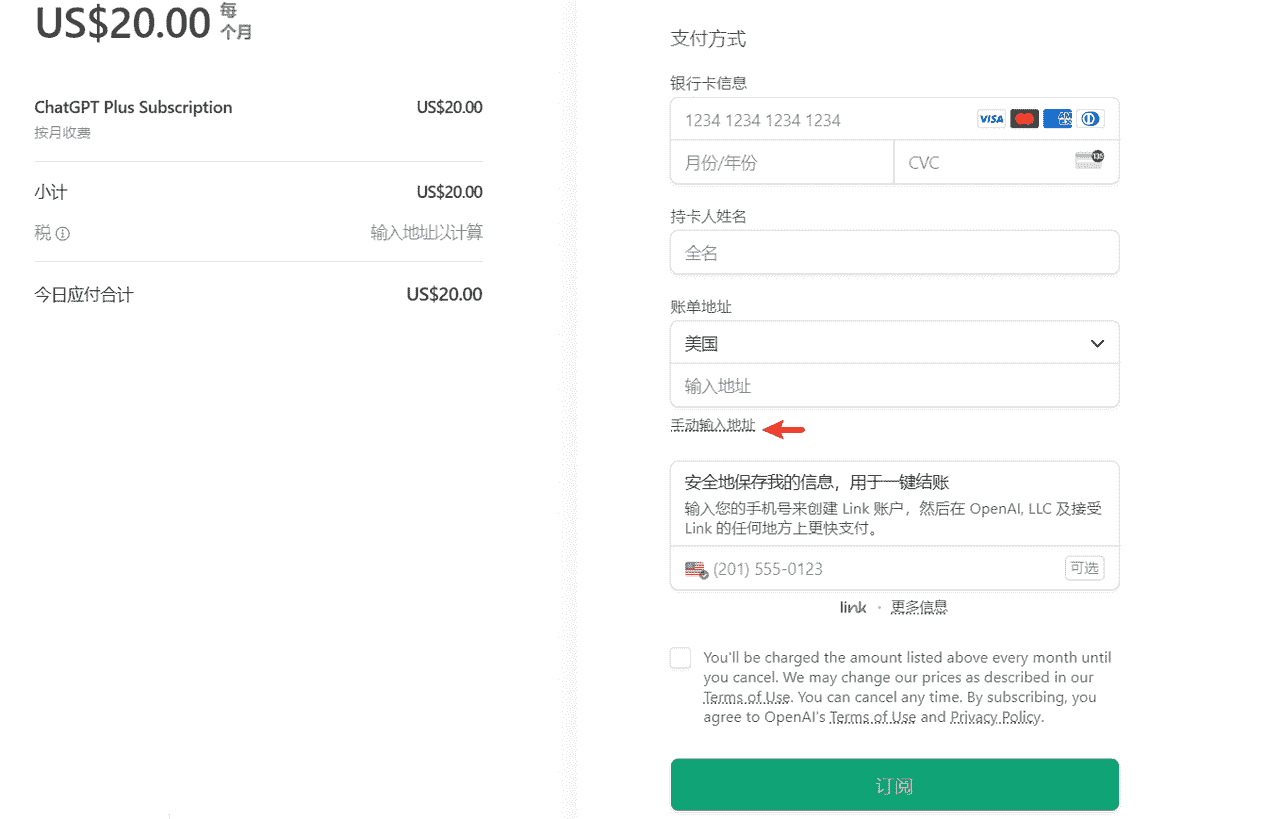 US$20.00 每
个月
ChatGPT Plus Subscription US$20.00
按月收费
小计 US$20.00
税 输入地址以计算
今日应付合计 US$20.00
支付方式
银行卡信息
1234 1234 1234 1234 VISA
月份/年份 CVC 135
持卡人姓名
全名
账单地址
美国
输入地址
手动输入地址
安全地保存我的信息，用于一键结账
输入您的手机号来创建 Link 账户，然后在 OpenAI, LLC 及接受
Link 的任何地方上更快支付。
(201) 555-0123 可选
link · 更多信息
You'll be charged the amount listed above every month until
you cancel. We may change our prices as described in our
Terms of Use. You can cancel any time. By subscribing, you
agree to OpenAI's Terms of Use and Privacy Policy.
订阅